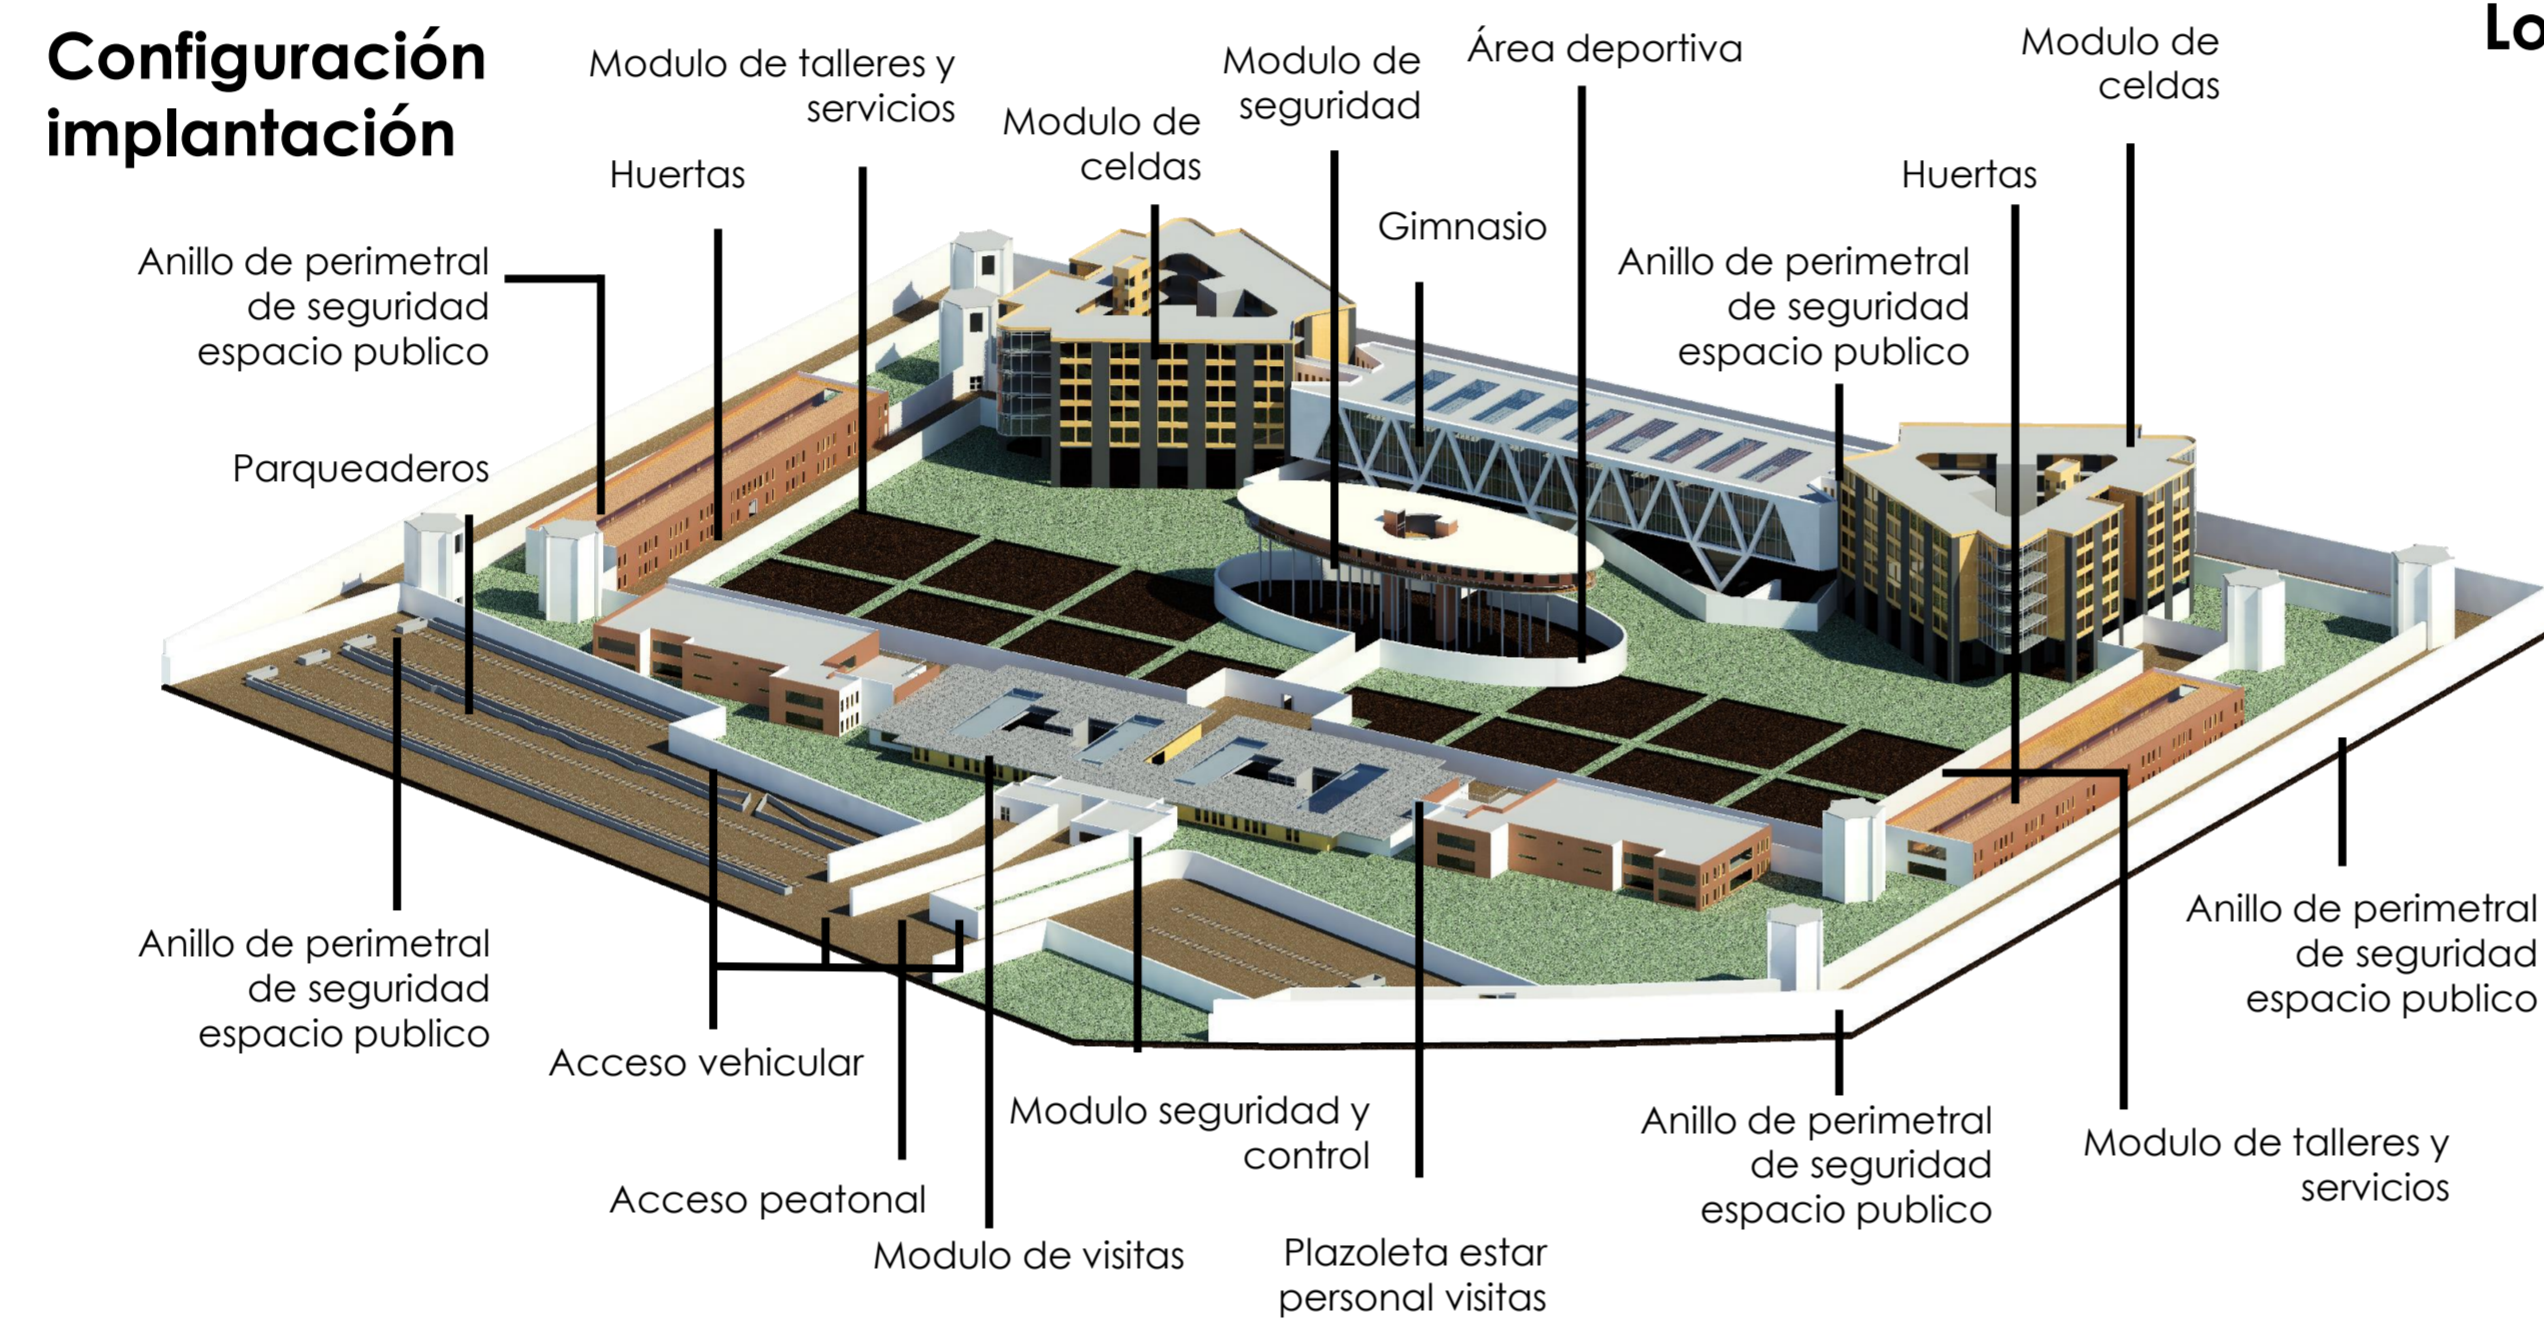 Configuración
implantación
Lo
Modulo de talleres y
servicios
Huertas
Modulo de
celdas
Modulo de
seguridad
Área deportiva
Gimnasio
Modulo de
celdas
Huertas
Anillo de perimetral
de seguridad
espacio publico
Anillo de perimetral
de seguridad
espacio publico
Parqueaderos
Anillo de perimetral
de seguridad
espacio publico
Acceso vehicular
Acceso peatonal
Modulo de visitas
Modulo seguridad y
control
Plazoleta estar
personal visitas
Anillo de perimetral
de seguridad
espacio publico
Anillo de perimetral
de seguridad
espacio publico
Modulo de talleres y
servicios